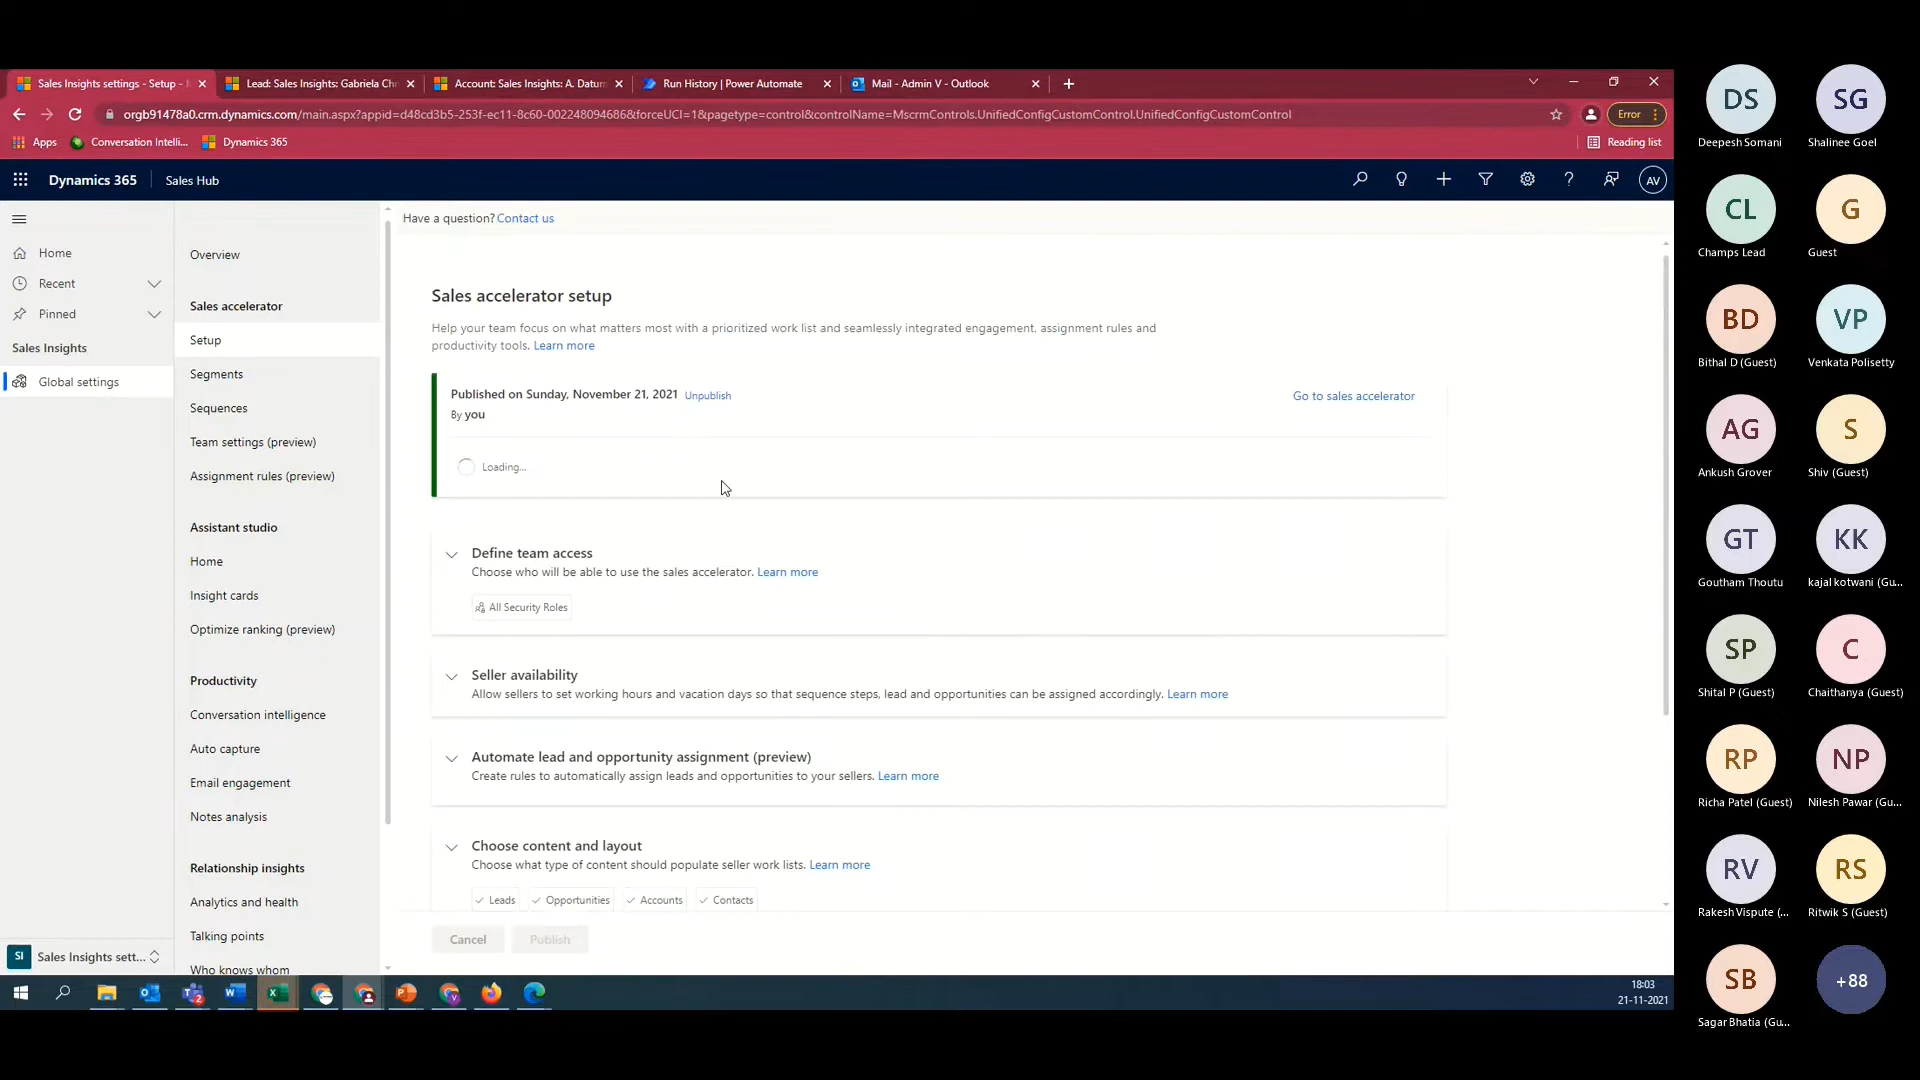 Sales Insights settings - Setup -
Lead: Sales Insights: Gabriela Chr
Account: Sales Insights: A. Datum
Run History | Power Automate
Mail - Admin V - Outlook
orgb91478a0.crm.dynamics.com/main.aspx?appid=d48cd3b5-253f-ec11-8c60-002248094686&forceUCI=1&pagetype=control&controlName=MscrmControls.UnifiedConfigCustomControl.UnifiedConfigCustomControl
Error
Apps
Conversation Intelli...
Dynamics 365
Reading list
Dynamics 365
Sales Hub
AV
Home
Recent
Pinned
Sales Insights
Global settings
SI
Sales Insights sett...
Overview
Sales accelerator
Setup
Segments
Sequences
Team settings (preview)
Assignment rules (preview)
Assistant studio
Home
Insight cards
Optimize ranking (preview)
Productivity
Conversation intelligence
Auto capture
Email engagement
Notes analysis
Relationship insights
Analytics and health
Talking points
Who knows whom
Have a question? Contact us
Sales accelerator setup
Help your team focus on what matters most with a prioritized work list and seamlessly integrated engagement, assignment rules and
productivity tools. Learn more
Published on Sunday, November 21, 2021 Unpublish
Go to sales accelerator
By you
Loading...
Define team access
Choose who will be able to use the sales accelerator. Learn more
All Security Roles
Seller availability
Allow sellers to set working hours and vacation days so that sequence steps, lead and opportunities can be assigned accordingly. Learn more
Automate lead and opportunity assignment (preview)
Create rules to automatically assign leads and opportunities to your sellers. Learn more
Choose content and layout
Choose what type of content should populate seller work lists. Learn more
Leads
Opportunities
Accounts
Contacts
Cancel
Publish
2
18:03
21-11-2021
DS
SG
Deepesh Somani
Shalinee Goel
CL
G
Champs Lead
Guest
BD
VP
Bithal D (Guest)
Venkata Polisetty
AG
S
Ankush Grover
Shiv (Guest)
GT
KK
Goutham Thoutu
kajal kotwani (Gu...
SP
C
Shital P (Guest)
Chaithanya (Guest)
RP
NP
Richa Patel (Guest)
Nilesh Pawar (Gu...
RV
RS
Rakesh Vispute (...
Ritwik S (Guest)
SB
+88
Sagar Bhatia (Gu...